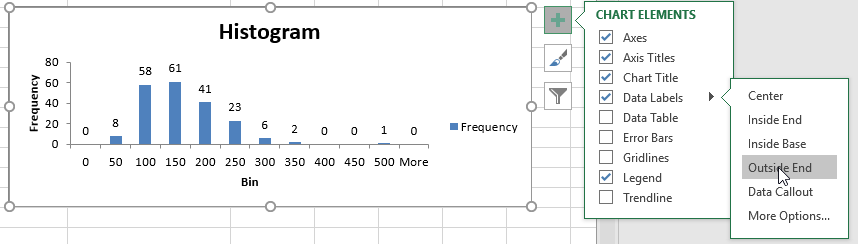 Histogram
Frequency
80
60
40
20
0
0
8
58
61
41
23
6
2
0
0
1
0
0 50 100 150 200 250 300 350 400 450 500 More
Bin
Frequency
CHART ELEMENTS
Axes
Axis Titles
Chart Title
Data Labels
Data Table
Error Bars
Gridlines
Legend
Trendline
Center
Inside End
Inside Base
Outside End
Data Callout
More Options...